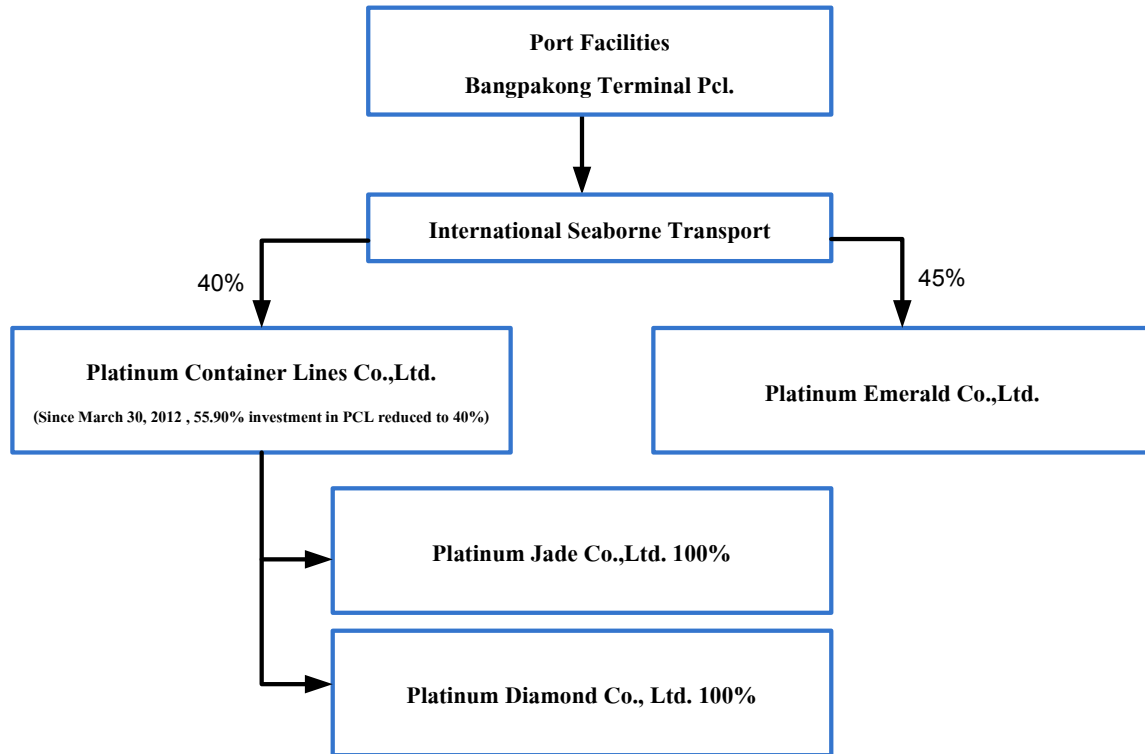 Port Facilities
Bangpakong Terminal Pcl.
International Seaborne Transport
40%
45%
Platinum Container Lines Co.,Ltd.
(Since March 30, 2012 , 55.90% investment in PCL reduced to 40%)
Platinum Emerald Co.,Ltd.
Platinum Jade Co.,Ltd. 100%
Platinum Diamond Co., Ltd. 100%